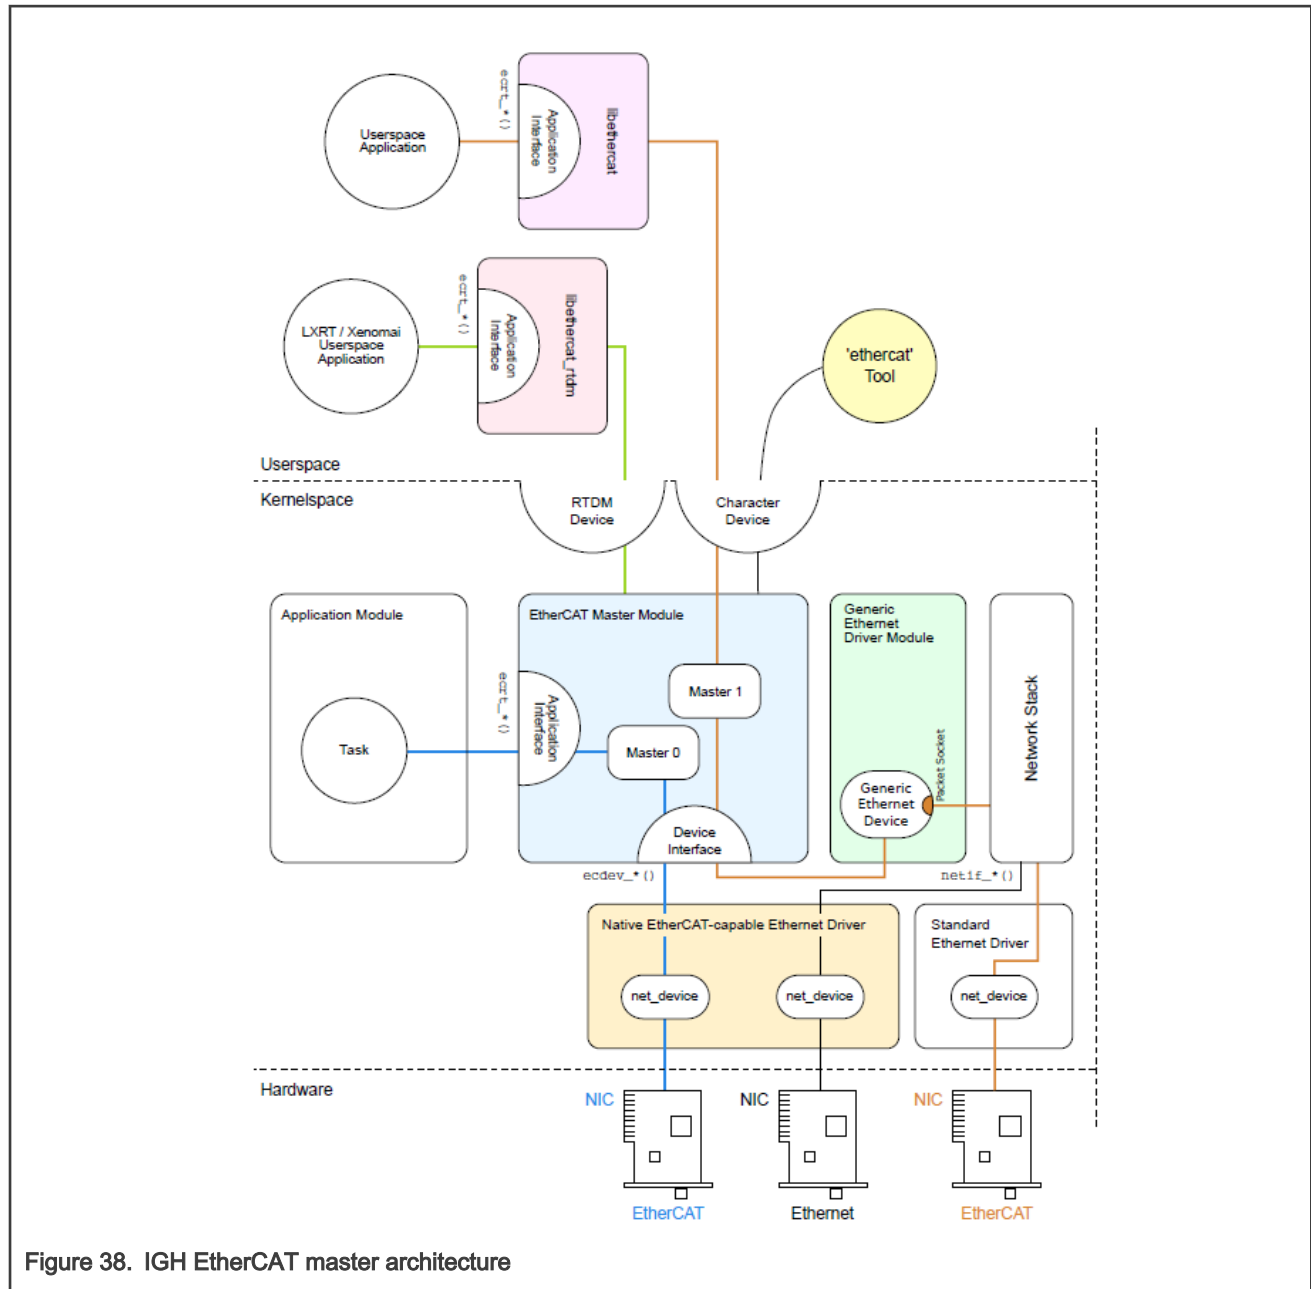 ecrt_*()
Application
Interface
libethercat
Userspace
Application
ecrt_*()
Application
Interface
libethercat_rtdm
LXRT / Xenomai
Userspace
Application
'ethercat'
Tool
Userspace
Kernelspace
RTDM
Device
Character
Device
Application Module
EtherCAT Master Module
Generic
Ethernet
Driver Module
Network Stack
ecrt_*()
Application
Interface
Master 1
Task
Master 0
Packet Socket
Generic
Ethernet
Device
Device
Interface
ecdev_*()
netif_*()
Native EtherCAT-capable Ethernet Driver
Standard
Ethernet Driver
net_device
net_device
net_device
Hardware
NIC
NIC
NIC
EtherCAT
Ethernet
EtherCAT
Figure 38. IGH EtherCAT master architecture